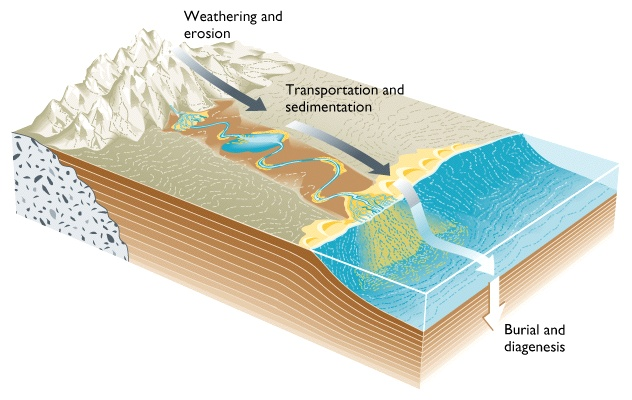 Weathering and
erosion
Transportation and
sedimentation
Burial and
diagenesis